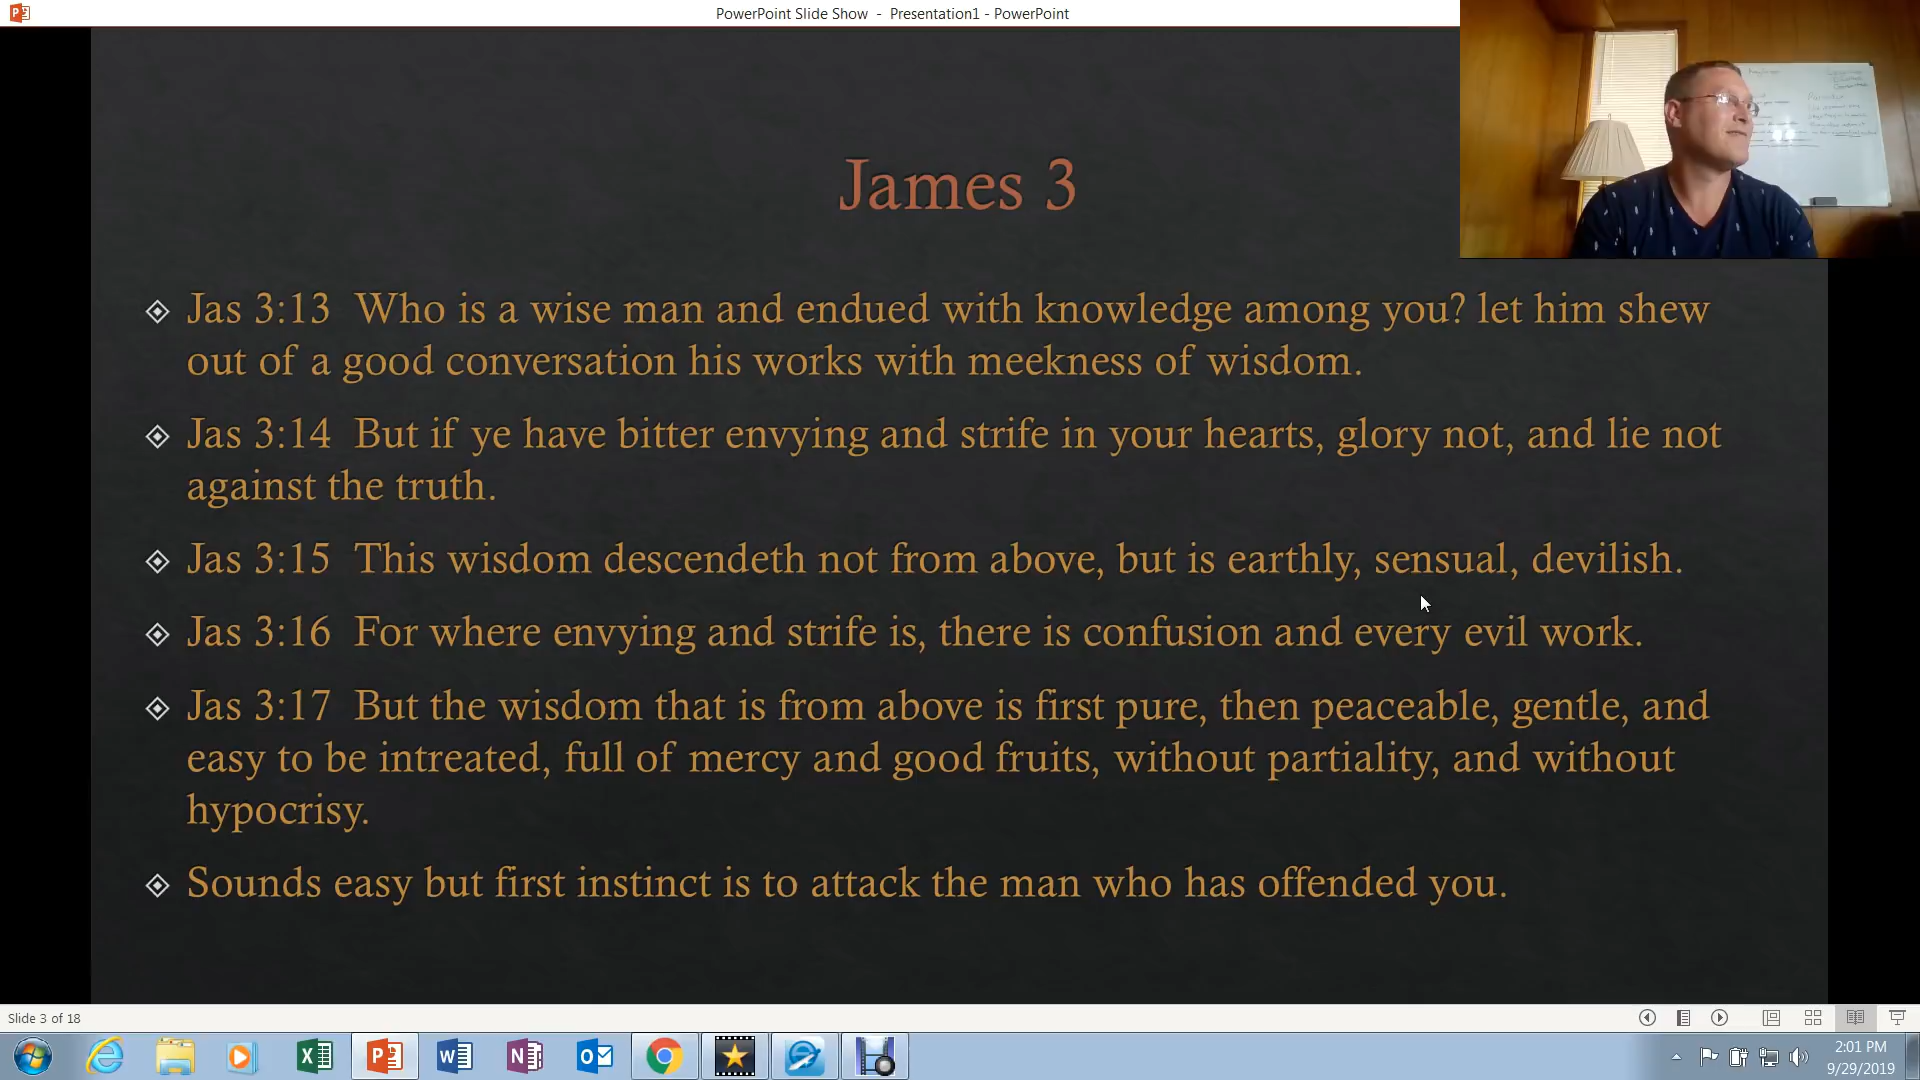 PowerPoint Slide Show - Presentation1 - PowerPoint
James 3
Jas 3:13 Who is a wise man and endued with knowledge among you? let him shew
out of a good conversation his works with meekness of wisdom.
Jas 3:14 But if ye have bitter envying and strife in your hearts, glory not, and lie not
against the truth.
Jas 3:15 This wisdom descendeth not from above, but is earthly, sensual, devilish.
Jas 3:16 For where envying and strife is, there is confusion and every evil work.
Jas 3:17 But the wisdom that is from above is first pure, then peaceable, gentle, and
easy to be intreated, full of mercy and good fruits, without partiality, and without
hypocrisy.
Sounds easy but first instinct is to attack the man who has offended you.
Slide 3 of 18
2:01 PM
9/29/2019